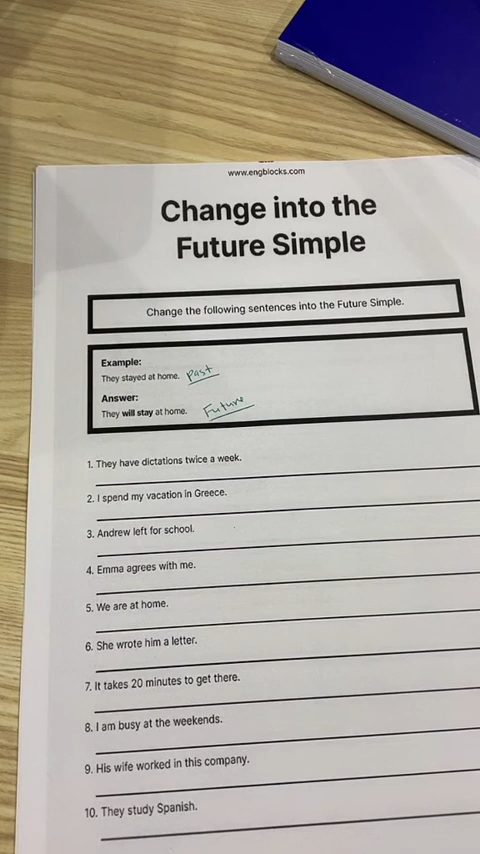 www.engblocks.com
Change into the
Future Simple
Change the following sentences into the Future Simple.
Example:
They stayed at home. Past
Answer:
They will stay at home. Future
1. They have dictations twice a week.
2. I spend my vacation in Greece.
3. Andrew left for school.
4. Emma agrees with me.
5. We are at home.
6. She wrote him a letter.
7. It takes 20 minutes to get there.
8. I am busy at the weekends.
9. His wife worked in this company.
10. They study Spanish.